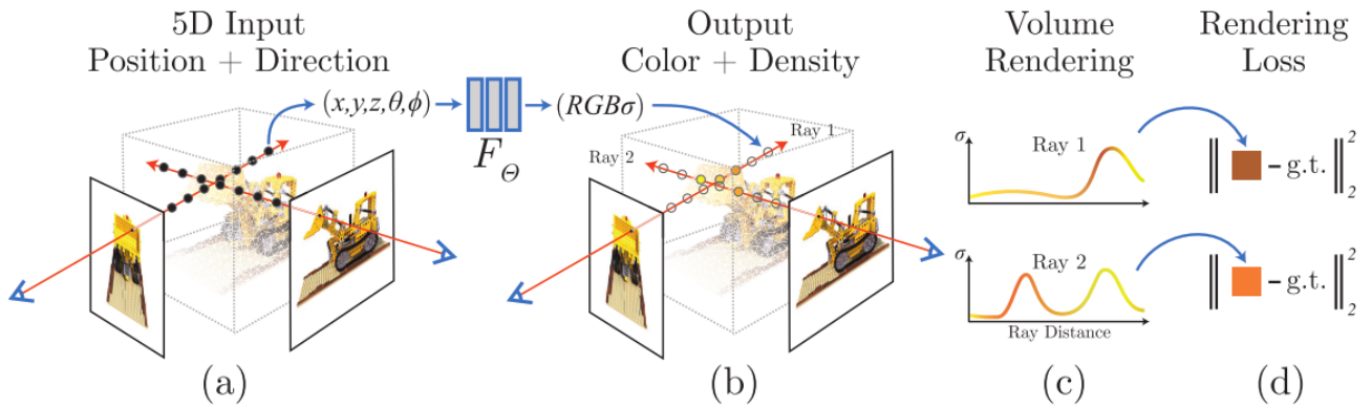 5D Input
Position + Direction
Output
Color + Density
Volume
Rendering
Rendering
Loss
(x,y,z,θ,ϕ)
F_Θ
(RGBσ)
Ray 1
Ray 2
σ
Ray 1
‖ − g.t. ‖²₂
σ
Ray 2
Ray Distance
‖ − g.t. ‖²₂
(a)
(b)
(c)
(d)